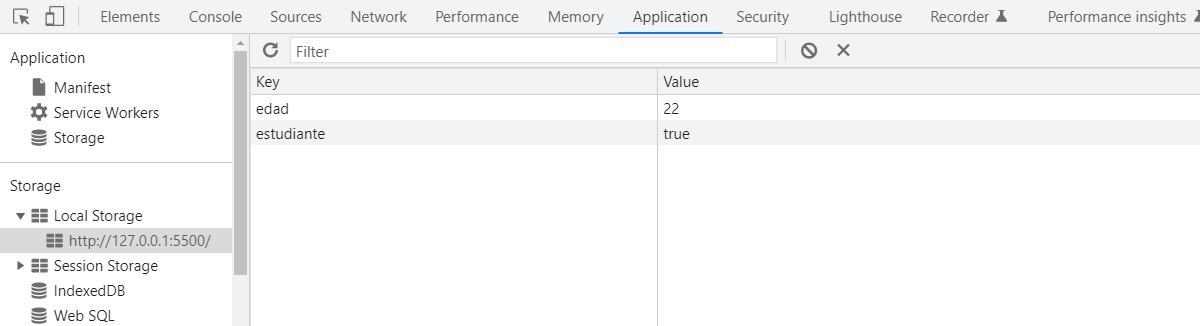 Elements Console Sources Network Performance Memory Application Security Lighthouse Recorder Performance insights
Application
Manifest
Service Workers
Storage
Storage
Local Storage
http://127.0.0.1:5500/
Session Storage
IndexedDB
Web SQL
Filter
Key Value
edad 22
estudiante true